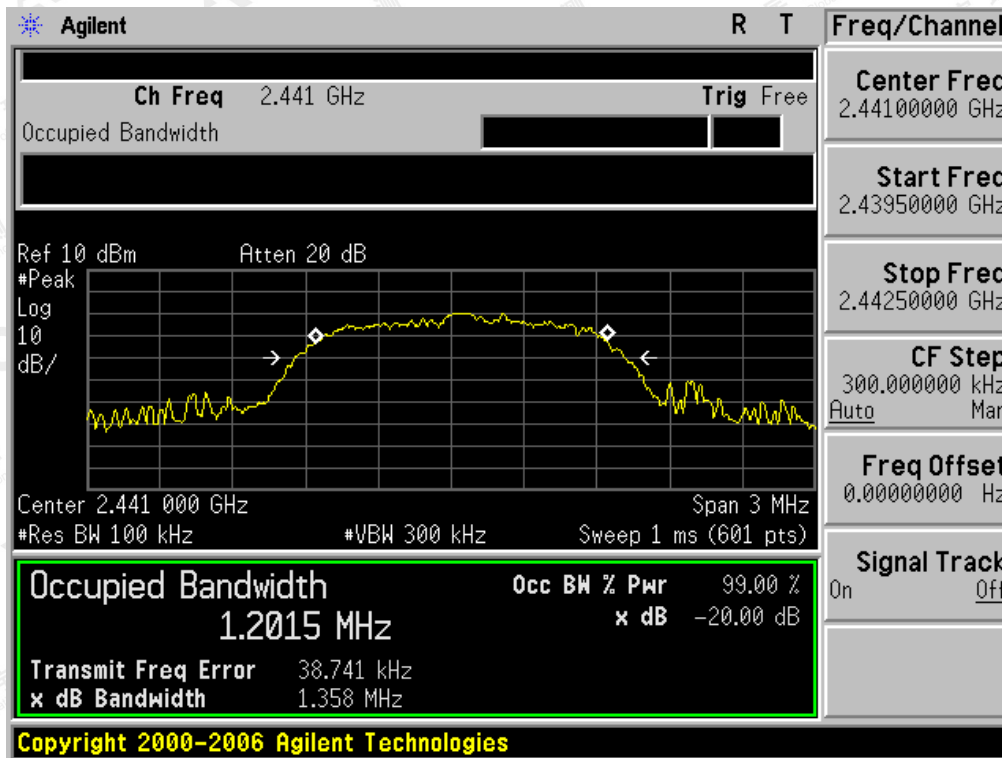 Agilent R T Freq/Channel
Ch Freq 2.441 GHz Trig Free
Occupied Bandwidth
Center Freq
2.44100000 GHz
Start Freq
2.43950000 GHz
Stop Freq
2.44250000 GHz
CF Step
300.000000 kHz
Auto Man
Freq Offset
0.00000000 Hz
Signal Track
On Off
Ref 10 dBm Atten 20 dB
#Peak
Log
10
dB/
Center 2.441 000 GHz Span 3 MHz
#Res BW 100 kHz #VBW 300 kHz Sweep 1 ms (601 pts)
Occupied Bandwidth Occ BW % Pwr 99.00 %
1.2015 MHz x dB -20.00 dB
Transmit Freq Error 38.741 kHz
x dB Bandwidth 1.358 MHz
Copyright 2000-2006 Agilent Technologies